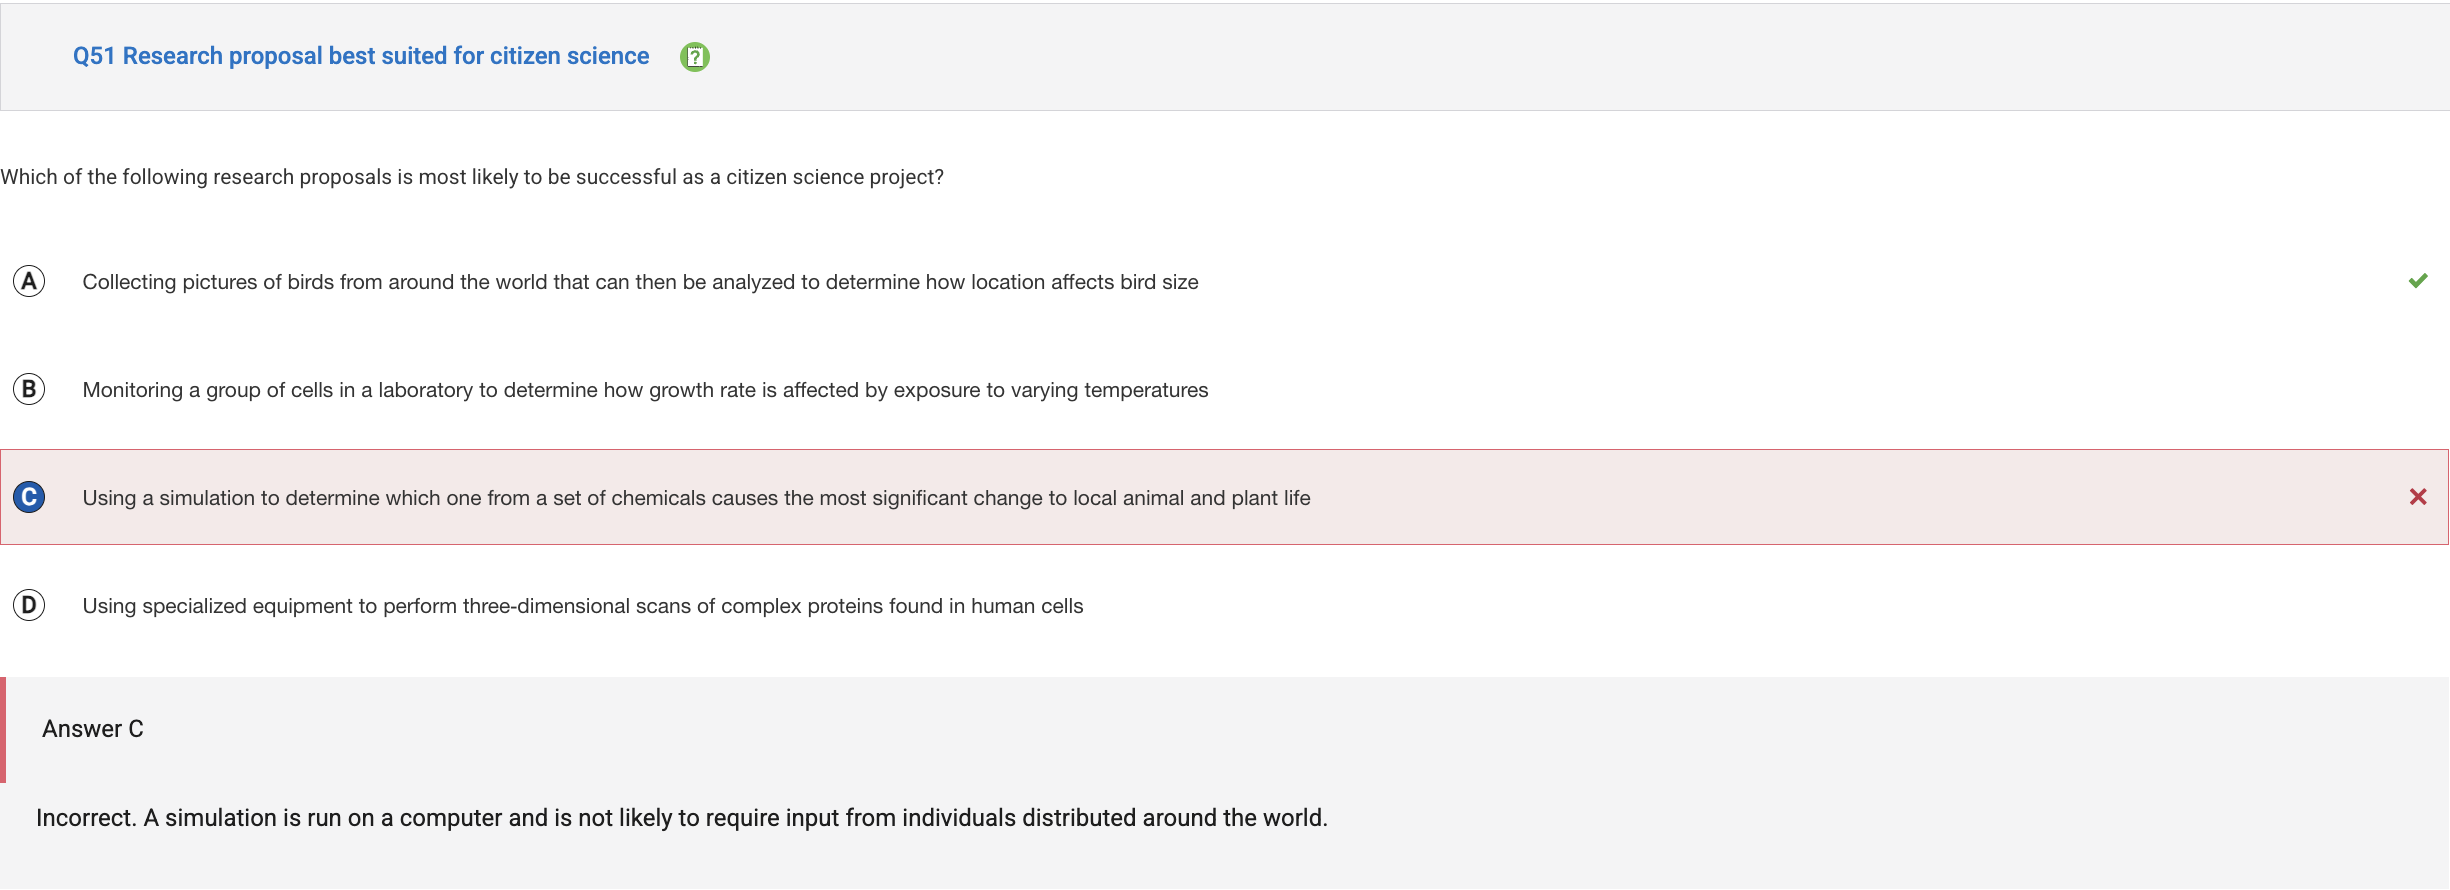 Q51 Research proposal best suited for citizen science ?
Which of the following research proposals is most likely to be successful as a citizen science project?
A Collecting pictures of birds from around the world that can then be analyzed to determine how location affects bird size
B Monitoring a group of cells in a laboratory to determine how growth rate is affected by exposure to varying temperatures
C Using a simulation to determine which one from a set of chemicals causes the most significant change to local animal and plant life
D Using specialized equipment to perform three-dimensional scans of complex proteins found in human cells
Answer C
Incorrect. A simulation is run on a computer and is not likely to require input from individuals distributed around the world.